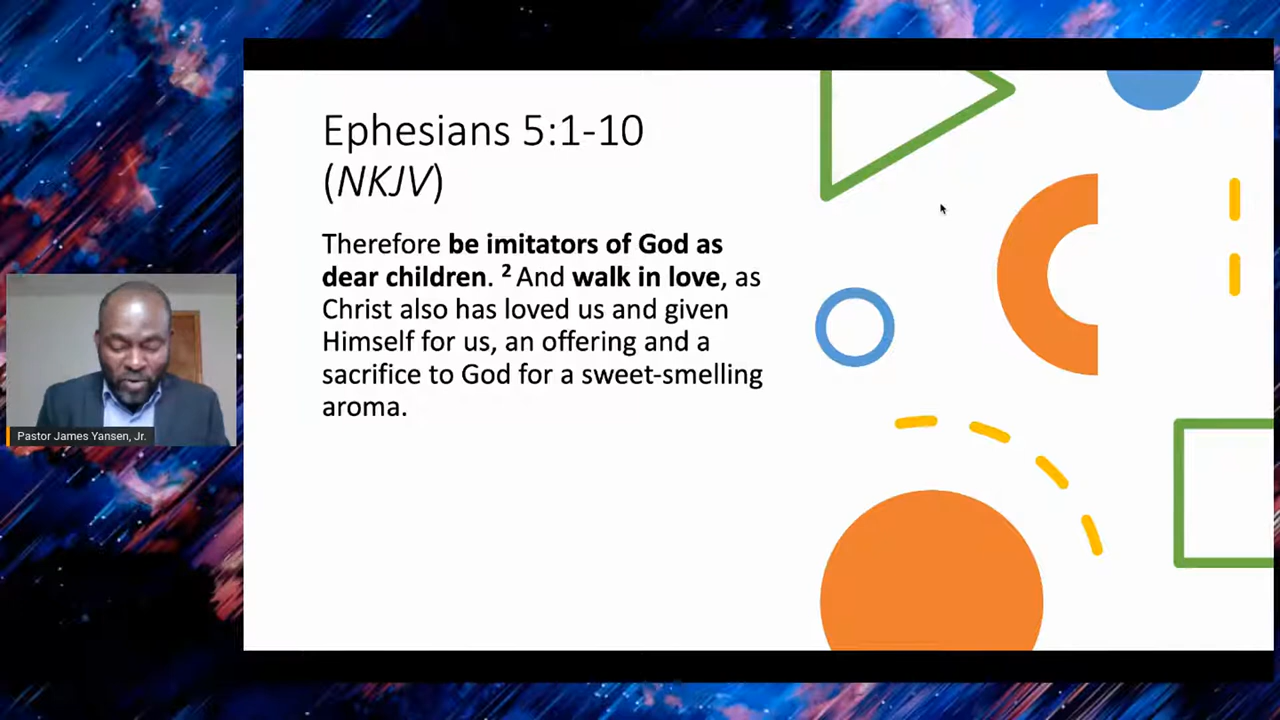 Ephesians 5:1-10
(NKJV)
Therefore be imitators of God as
dear children. ² And walk in love, as
Christ also has loved us and given
Himself for us, an offering and a
sacrifice to God for a sweet-smelling
aroma.
Pastor James Yansen, Jr.